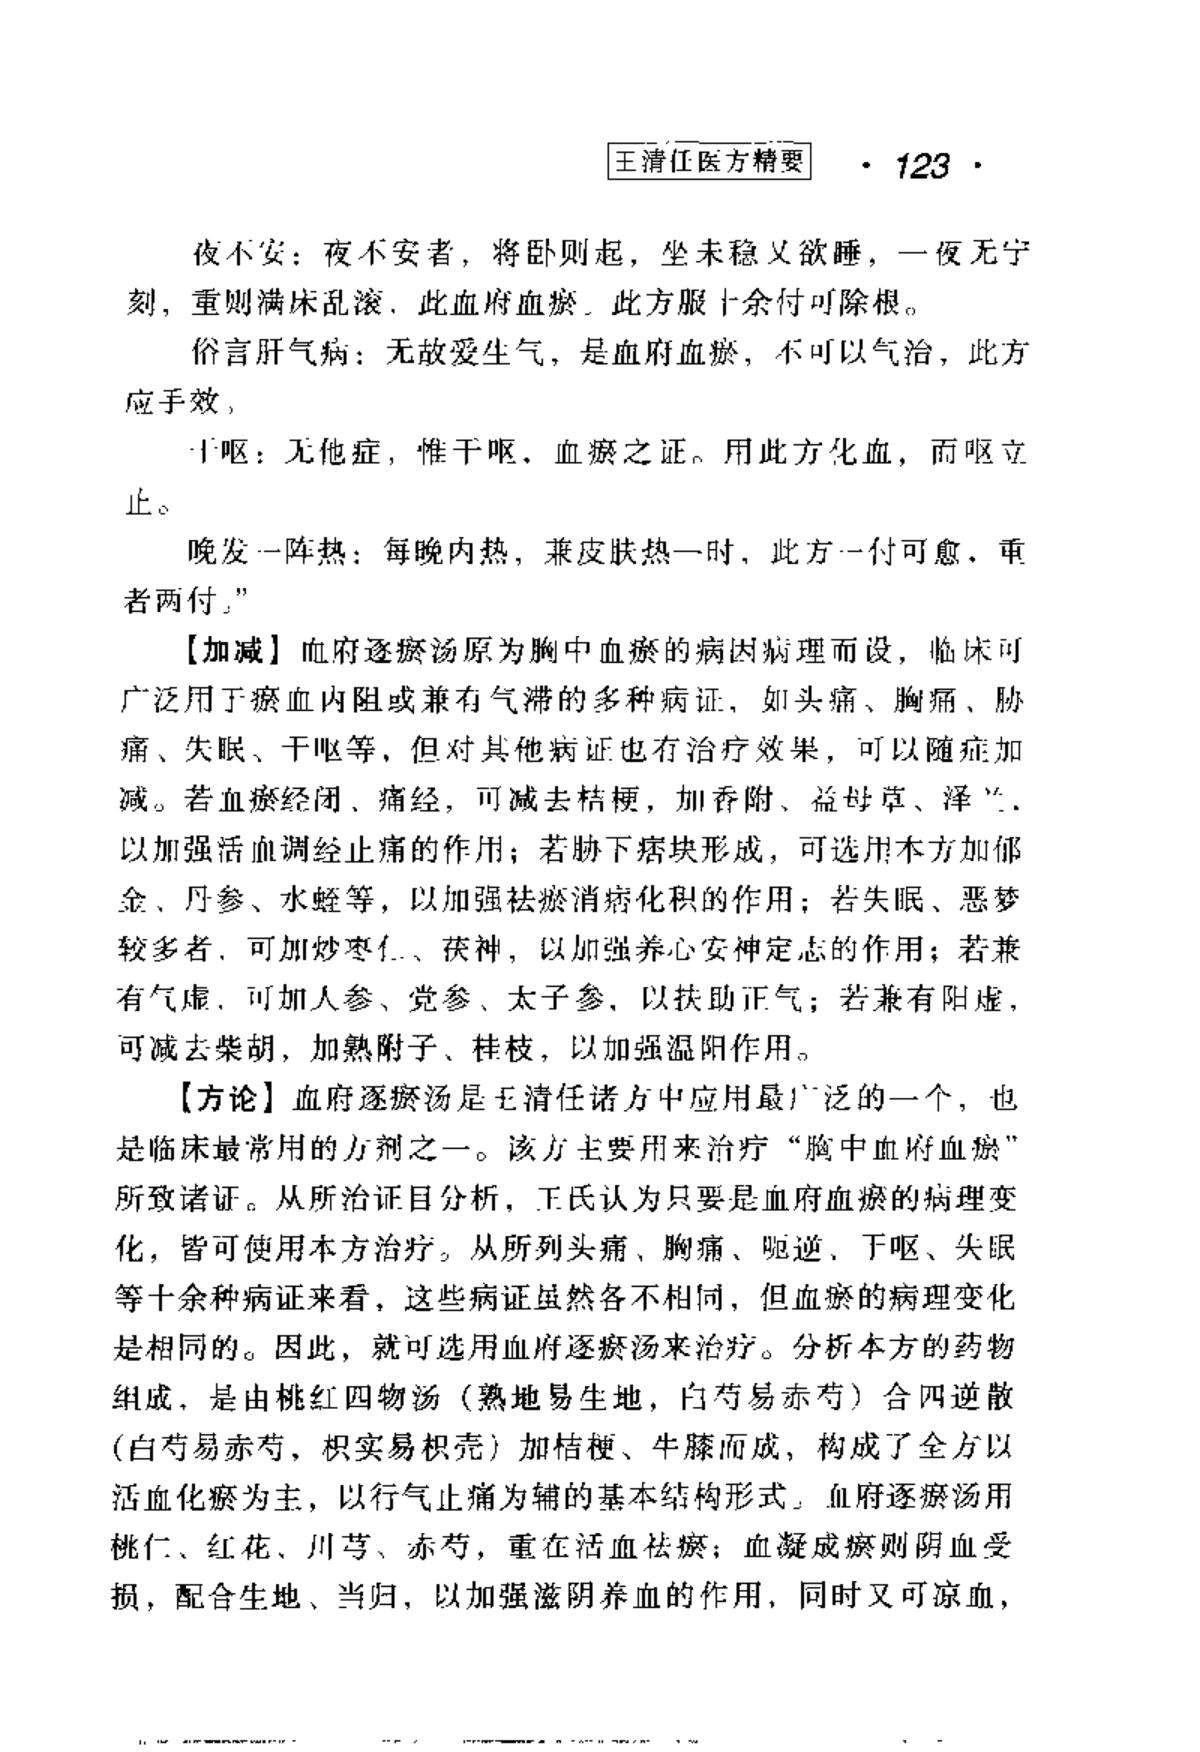 王清任医方精要 · 123 ·
夜不安：夜不安者，将卧则起，坐未稳又欲睡，一夜无宁
刻，重则满床乱滚，此血府血瘀。此方服十余付可除根。
俗言肝气病：无故爱生气，是血府血瘀，不可以气治，此方
应手效。
干呕：无他症，惟干呕，血瘀之证。用此方化血，而呕立
止。
晚发一阵热：每晚内热，兼皮肤热一时，此方一付可愈，重
者两付。”
【加减】血府逐瘀汤原为胸中血瘀的病因病理而设，临床可
广泛用于瘀血内阻或兼有气滞的多种病证，如头痛、胸痛、胁
痛、失眠、干呕等，但对其他病证也有治疗效果，可以随症加
减。若血瘀经闭、痛经，可减去桔梗，加香附、益母草、泽兰，
以加强活血调经止痛的作用；若胁下痞块形成，可选用本方加郁
金、丹参、水蛭等，以加强祛瘀消痞化积的作用；若失眠、恶梦
较多者，可加炒枣仁、茯神，以加强养心安神定志的作用；若兼
有气虚，可加人参、党参、太子参，以扶助正气；若兼有阳虚，
可减去柴胡，加熟附子、桂枝，以加强温阳作用。
【方论】血府逐瘀汤是王清任诸方中应用最广泛的一个，也
是临床最常用的方剂之一。该方主要用来治疗“胸中血府血瘀”
所致诸证。从所治证目分析，王氏认为只要是血府血瘀的病理变
化，皆可使用本方治疗。从所列头痛、胸痛、呃逆、干呕、失眠
等十余种病证来看，这些病证虽然各不相同，但血瘀的病理变化
是相同的。因此，就可选用血府逐瘀汤来治疗。分析本方的药物
组成，是由桃红四物汤（熟地易生地，白芍易赤芍）合四逆散
（白芍易赤芍，枳实易枳壳）加桔梗、牛膝而成，构成了全方以
活血化瘀为主，以行气止痛为辅的基本结构形式。血府逐瘀汤用
桃仁、红花、川芎、赤芍，重在活血祛瘀；血凝成瘀则阴血受
损，配合生地、当归，以加强滋阴养血的作用，同时又可凉血，